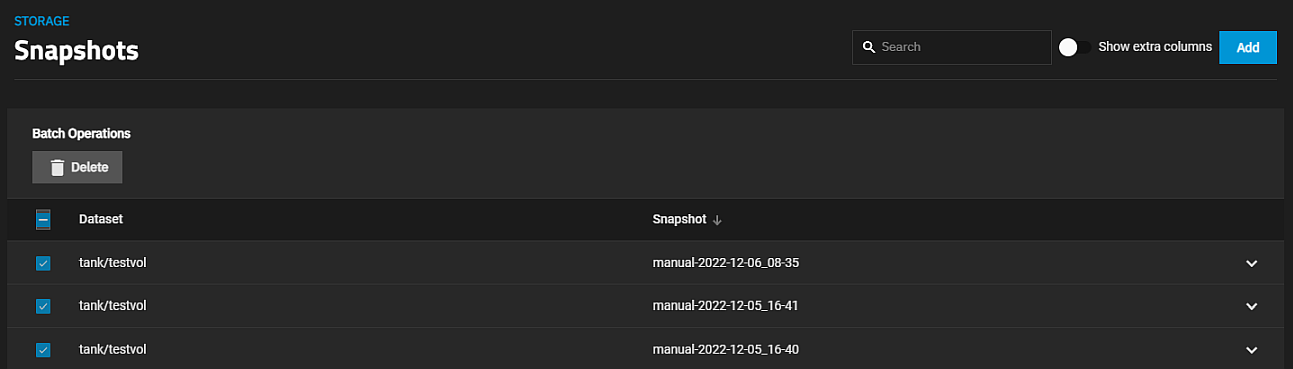 STORAGE
Snapshots
Search
Show extra columns
Add
Batch Operations
Delete
Dataset Snapshot
tank/testvol manual-2022-12-06_08-35
tank/testvol manual-2022-12-05_16-41
tank/testvol manual-2022-12-05_16-40